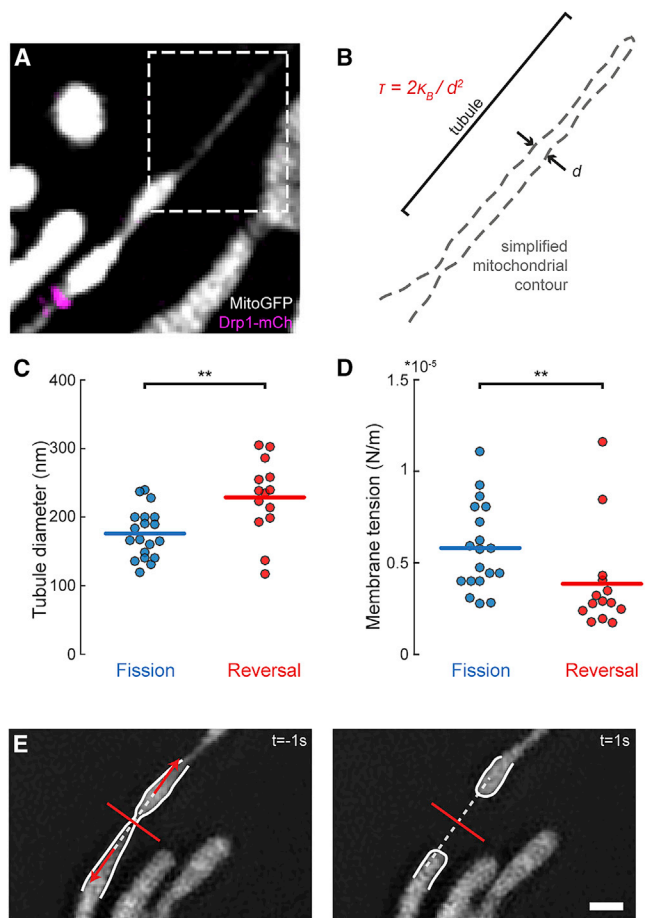 A
MitoGFP
Drp1-mCh
B
τ = 2κB / d²
tubule
d
simplified
mitochondrial
contour
C
**
Tubule diameter (nm)
400
300
200
100
0
Fission
Reversal
D
*10⁻⁵
**
Membrane tension (N/m)
1.5
1
0.5
0
Fission
Reversal
E
t=-1s
t=1s